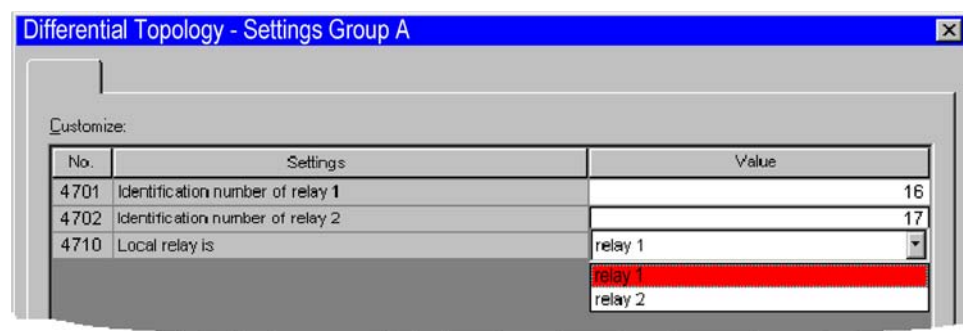 Differential Topology - Settings Group A
Customize:
No. Settings Value
4701 Identification number of relay 1 16
4702 Identification number of relay 2 17
4710 Local relay is relay 1
relay 1
relay 2